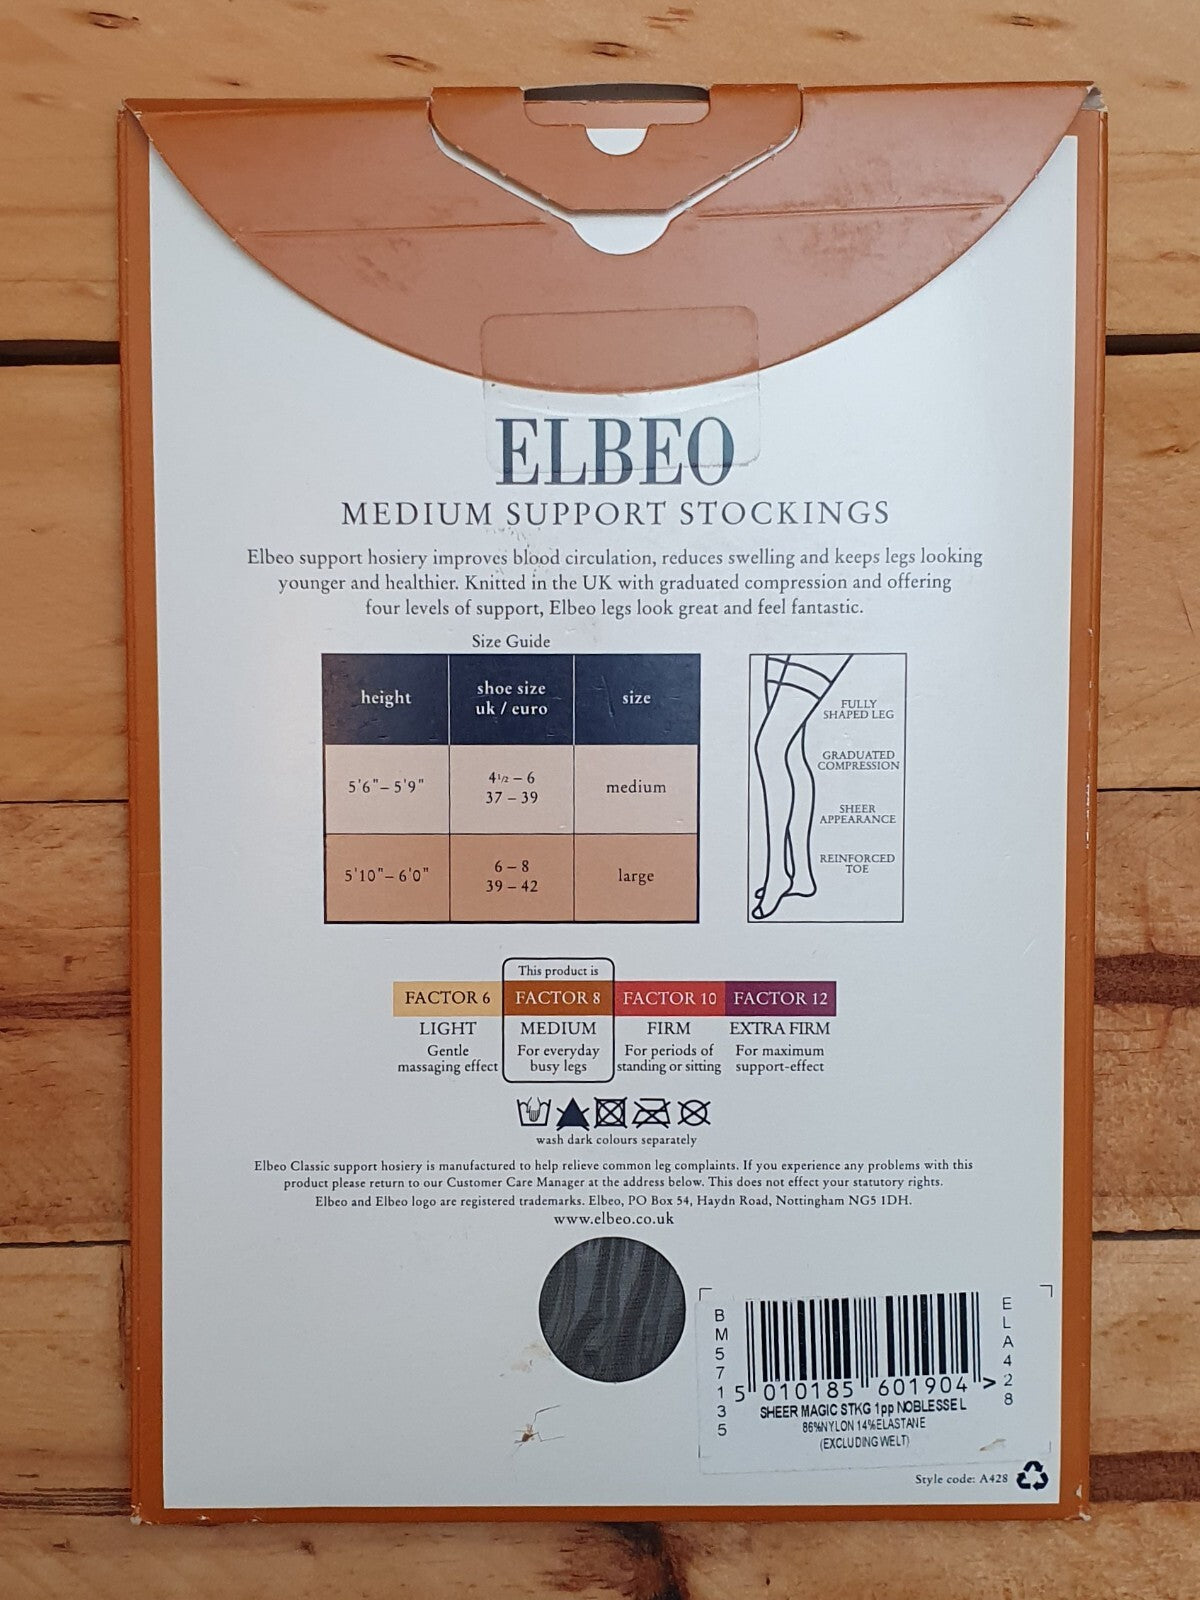 ELBEO
MEDIUM SUPPORT STOCKINGS
Elbeo support hosiery improves blood circulation, reduces swelling and keeps legs looking
younger and healthier. Knitted in the UK with graduated compression and offering
four levels of support, Elbeo legs look great and feel fantastic.
Size Guide
height
shoe size
uk / euro
size
5'6"– 5'9"
4 1/2 – 6
37 – 39
medium
5'10"– 6'0"
6 – 8
39 – 42
large
FULLY
SHAPED LEG
GRADUATED
COMPRESSION
SHEER
APPEARANCE
REINFORCED
TOE
This product is
FACTOR 6
FACTOR 8
FACTOR 10
FACTOR 12
LIGHT
MEDIUM
FIRM
EXTRA FIRM
Gentle
massaging effect
For everyday
busy legs
For periods of
standing or sitting
For maximum
support-effect
wash dark colours separately
Elbeo Classic support hosiery is manufactured to help relieve common leg complaints. If you experience any problems with this
product please return to our Customer Care Manager at the address below. This does not effect your statutory rights.
Elbeo and Elbeo logo are registered trademarks. Elbeo, PO Box 54, Haydn Road, Nottingham NG5 1DH.
www.elbeo.co.uk
BM57135
ELA428
5 010185 601904 >
SHEER MAGIC STKG 1pp NOBLESSE L
86%NYLON 14%ELASTANE
(EXCLUDING WELT)
Style code: A428